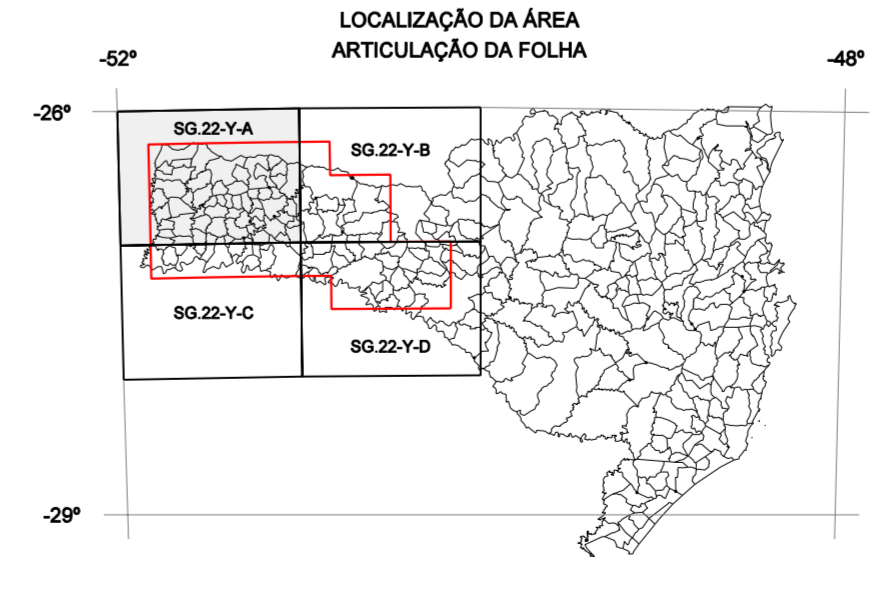 LOCALIZAÇÃO DA ÁREA
ARTICULAÇÃO DA FOLHA
-52º
-48º
-26º
SG.22-Y-A
SG.22-Y-B
SG.22-Y-C
SG.22-Y-D
-29º